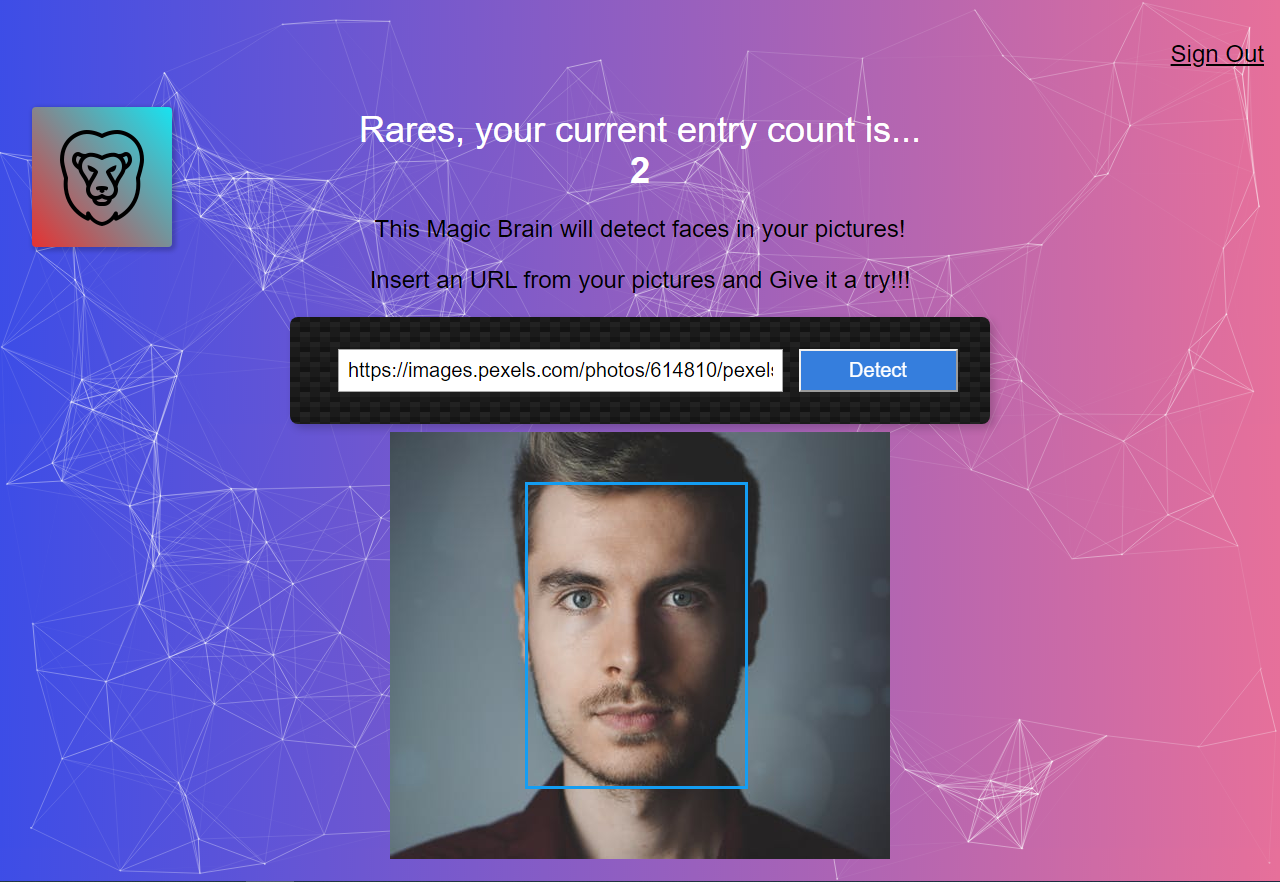 Sign Out
Rares, your current entry count is...
2
This Magic Brain will detect faces in your pictures!
Insert an URL from your pictures and Give it a try!!!
https://images.pexels.com/photos/614810/pexels
Detect